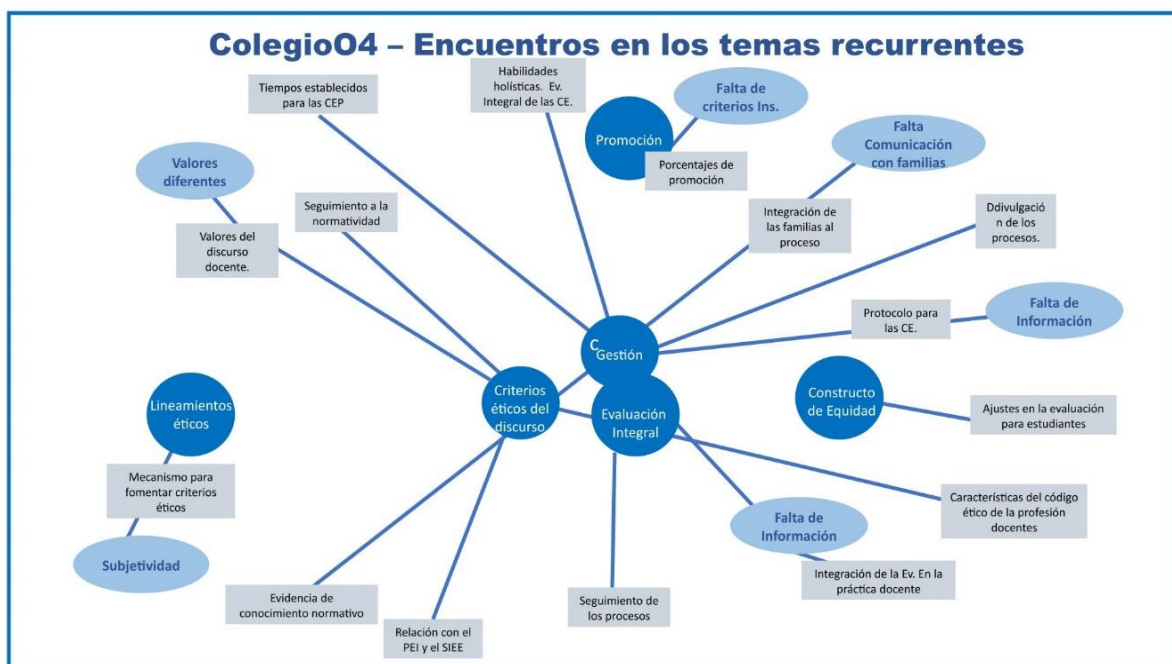 ColegioO4 – Encuentros en los temas recurrentes
Tiempos establecidos
para las CEP
Habilidades
holísticas. Ev.
Integral de las CE.
Falta de
criterios Ins.
Promoción
Porcentajes de
promoción
Falta
Comunicación
con familias
Valores
diferentes
Seguimiento a la
normatividad
Valores del
discurso
docente.
Integración de
las familias al
proceso
Ddivulgació
n de los
procesos.
Protocolo para
las CE.
Falta de
Información
C
Gestión
Criterios
éticos del
discurso
Evaluación
Integral
Lineamientos
éticos
Constructo
de Equidad
Ajustes en la evaluación
para estudiantes
Mecanismo para
fomentar criterios
éticos
Subjetividad
Características del código
ético de la profesión
docentes
Falta de
Información
Integración de la Ev. En la
práctica docente
Evidencia de
conocimiento normativo
Seguimiento de
los procesos
Relación con el
PEI y el SIEE